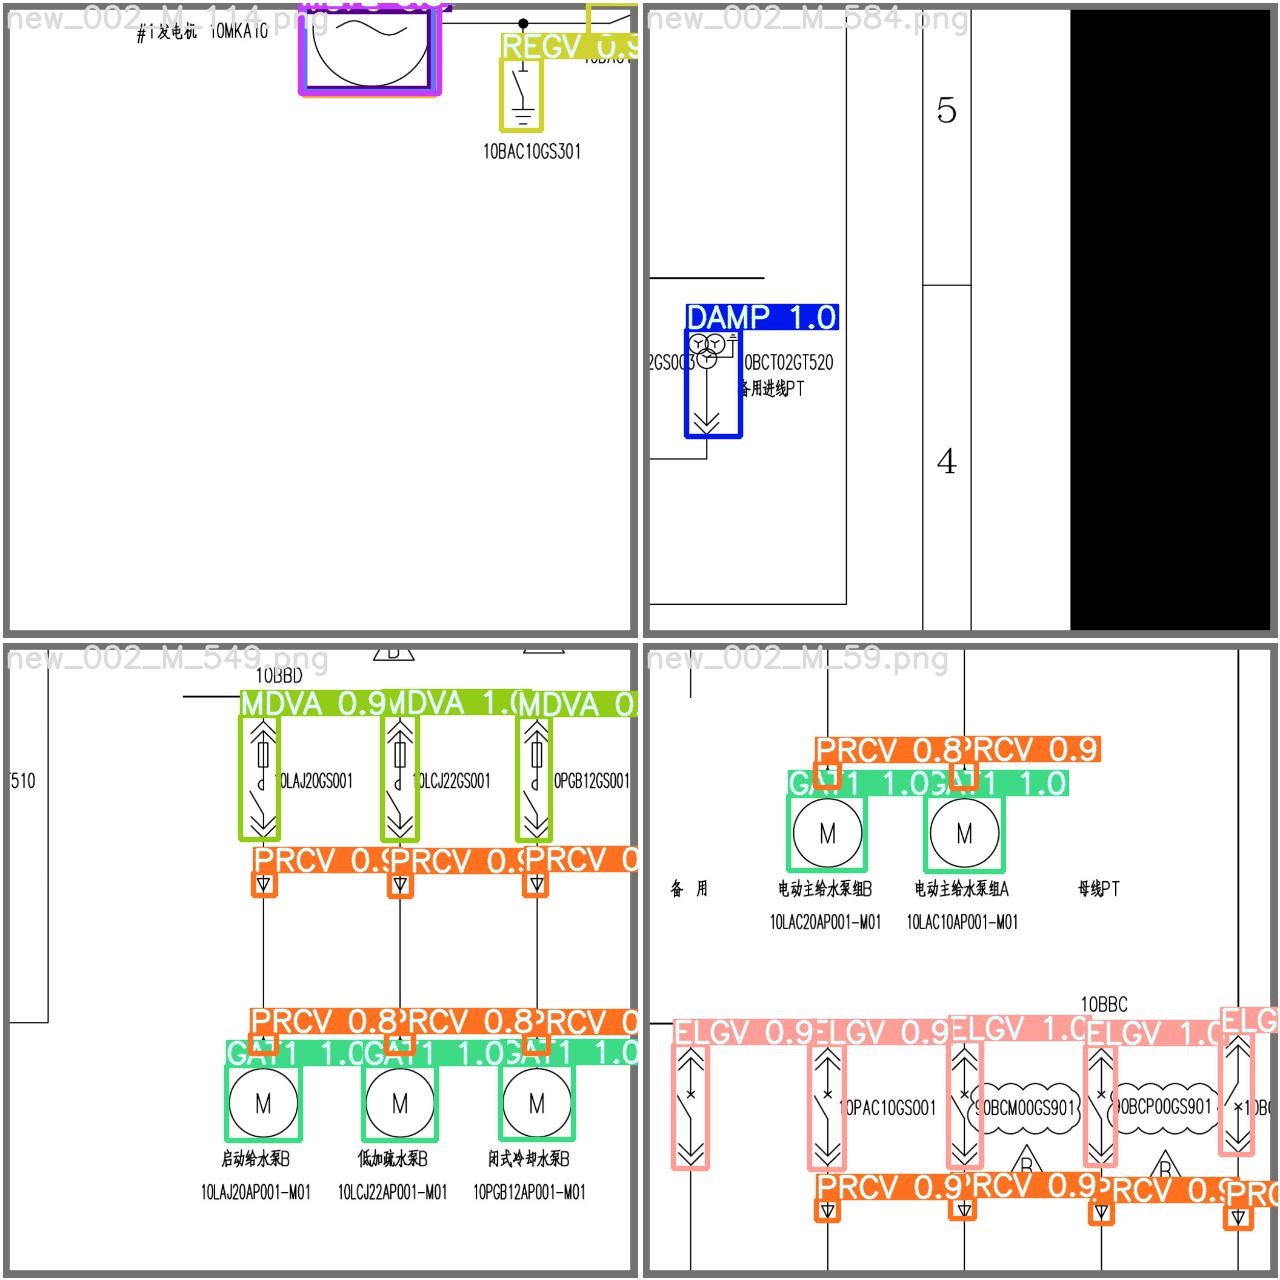 new_002_M_114.png
#1发电机 10MKA10
REGV 0.9
10BAC10GS301
new_002_M_584.png
5
DAMP 1.0
2GS003
0BCT02GT520
备用进线PT
4
new_002_M_549.png
10BBD
MDVA 0.9
MDVA 1.0
MDVA 0.
510
10LAJ20GS001
10LCJ22GS001
0PGB12GS001
PRCV 0.9
PRCV 0.9
PRCV 0
PRCV 0.8
PRCV 0.8
PRCV 0
GAT1 1.0
GAT1 1.0
GAT1 1.0
M
M
M
启动给水泵B
低加疏水泵B
闭式冷却水泵B
10LAJ20AP001-M01
10LCJ22AP001-M01
10PGB12AP001-M01
new_002_M_59.png
PRCV 0.8
PRCV 0.9
GAT1 1.0
GAT1 1.0
M
M
备 用
电动主给水泵组B
电动主给水泵组A
母线PT
10LAC20AP001-M01
10LAC10AP001-M01
10BBC
ELGV 0.9
ELGV 0.9
ELGV 1.0
ELGV 1.0
ELG
10PAC10GS001
90BCM00GS901
90BCP00GS901
10BC
B
B
PRCV 0.9
PRCV 0.9
PRCV 0.9
PRC